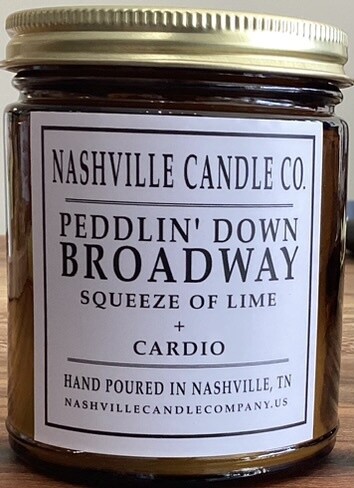 NASHVILLE CANDLE CO.
PEDDLIN' DOWN
BROADWAY
SQUEEZE OF LIME
+
CARDIO
HAND POURED IN NASHVILLE, TN
NASHVILLECANDLECOMPANY.US